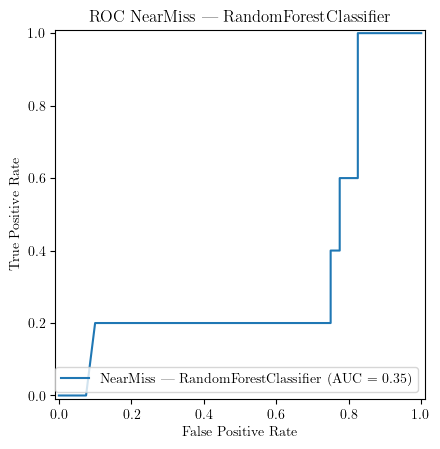 ROC NearMiss — RandomForestClassifier
1.0
0.8
0.6
0.4
0.2
0.0
True Positive Rate
NearMiss — RandomForestClassifier (AUC = 0.35)
0.0 0.2 0.4 0.6 0.8 1.0
False Positive Rate